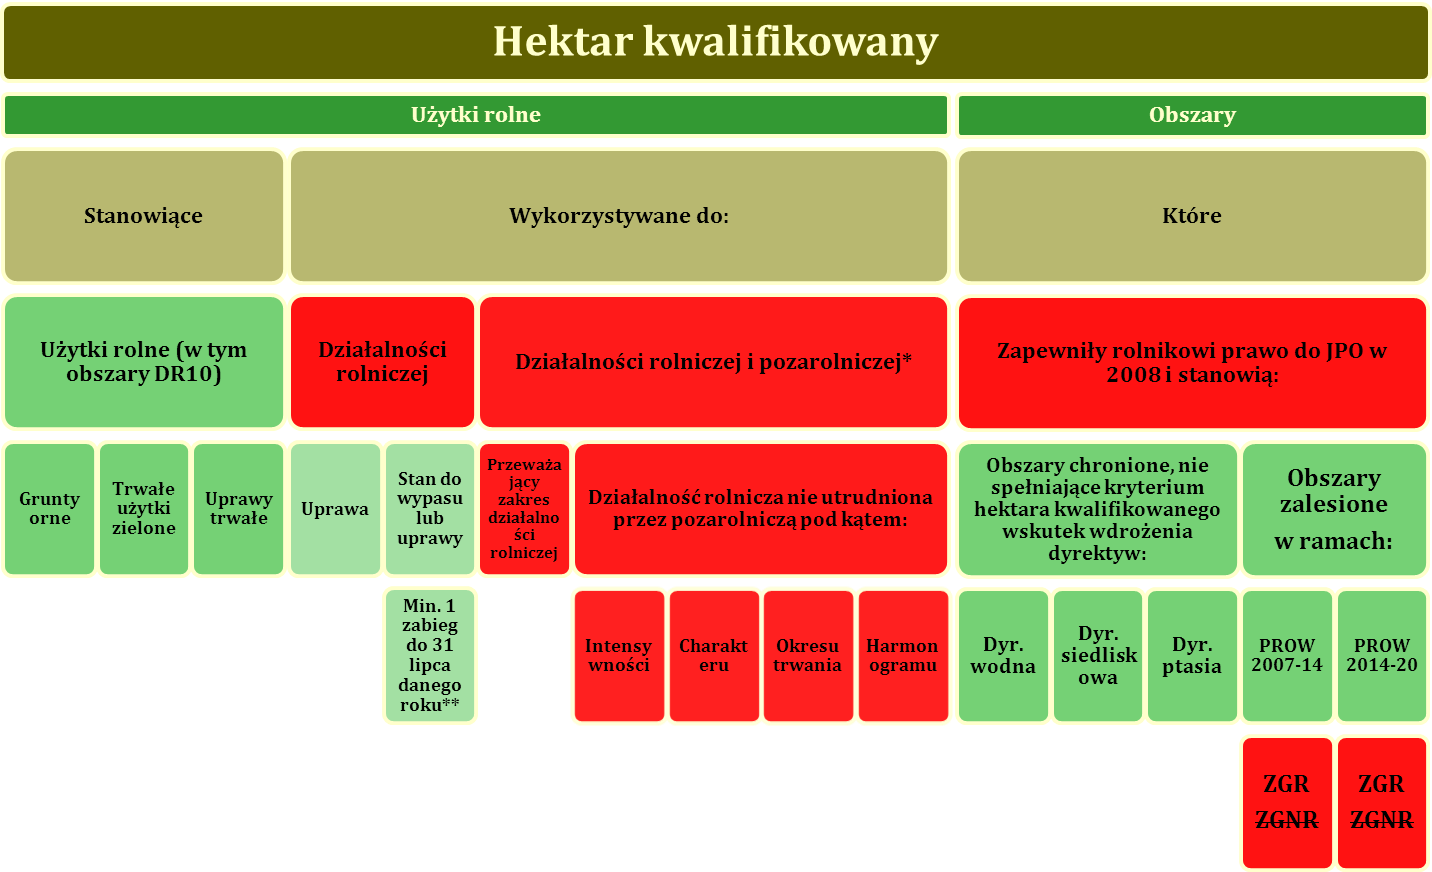 Hektar kwalifikowany
Użytki rolne
Obszary
Stanowiące
Wykorzystywane do:
Które
Użytki rolne (w tym
obszary DR10)
Działalności
rolniczej
Działalności rolniczej i pozarolniczej*
Zapewniły rolnikowi prawo do JPO w
2008 i stanowią:
Grunty
orne
Trwałe
użytki
zielone
Uprawy
trwałe
Uprawa
Stan do
wypasu
lub
uprawy
Przeważa
jący
zakres
działalno
ści
rolniczej
Działalność rolnicza nie utrudniona
przez pozarolniczą pod kątem:
Obszary chronione, nie
spełniające kryterium
hektara kwalifikowanego
wskutek wdrożenia
dyrektyw:
Obszary
zalesione
w ramach:
Min. 1
zabieg
do 31
lipca
danego
roku**
Intensy
wności
Charakt
eru
Okresu
trwania
Harmon
ogramu
Dyr.
wodna
Dyr.
siedlisk
owa
Dyr.
ptasia
PROW
2007-14
PROW
2014-20
ZGR
ZGNR
ZGR
ZGNR